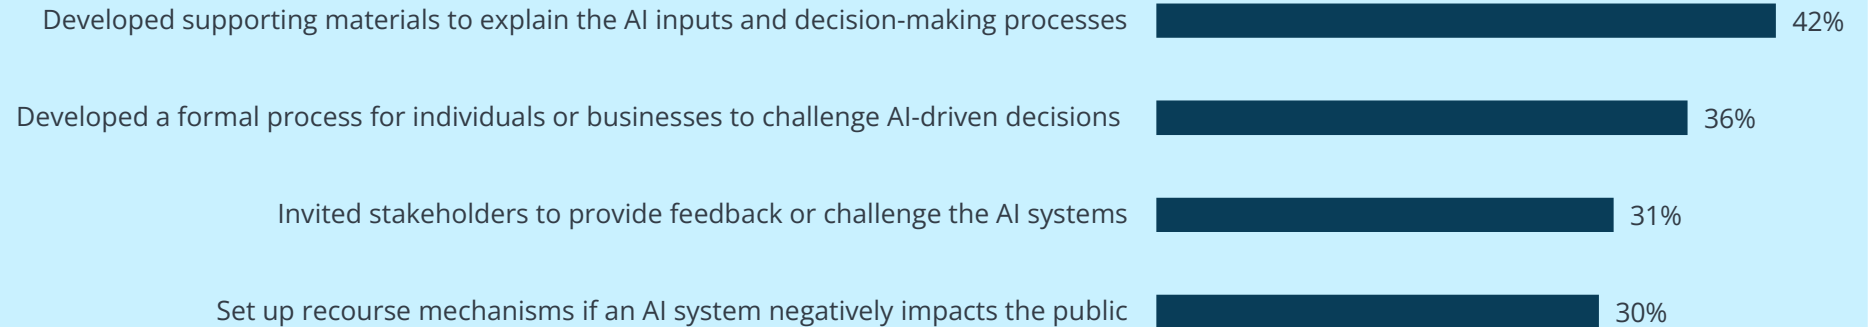 Developed supporting materials to explain the AI inputs and decision-making processes 42%
Developed a formal process for individuals or businesses to challenge AI-driven decisions 36%
Invited stakeholders to provide feedback or challenge the AI systems 31%
Set up recourse mechanisms if an AI system negatively impacts the public 30%